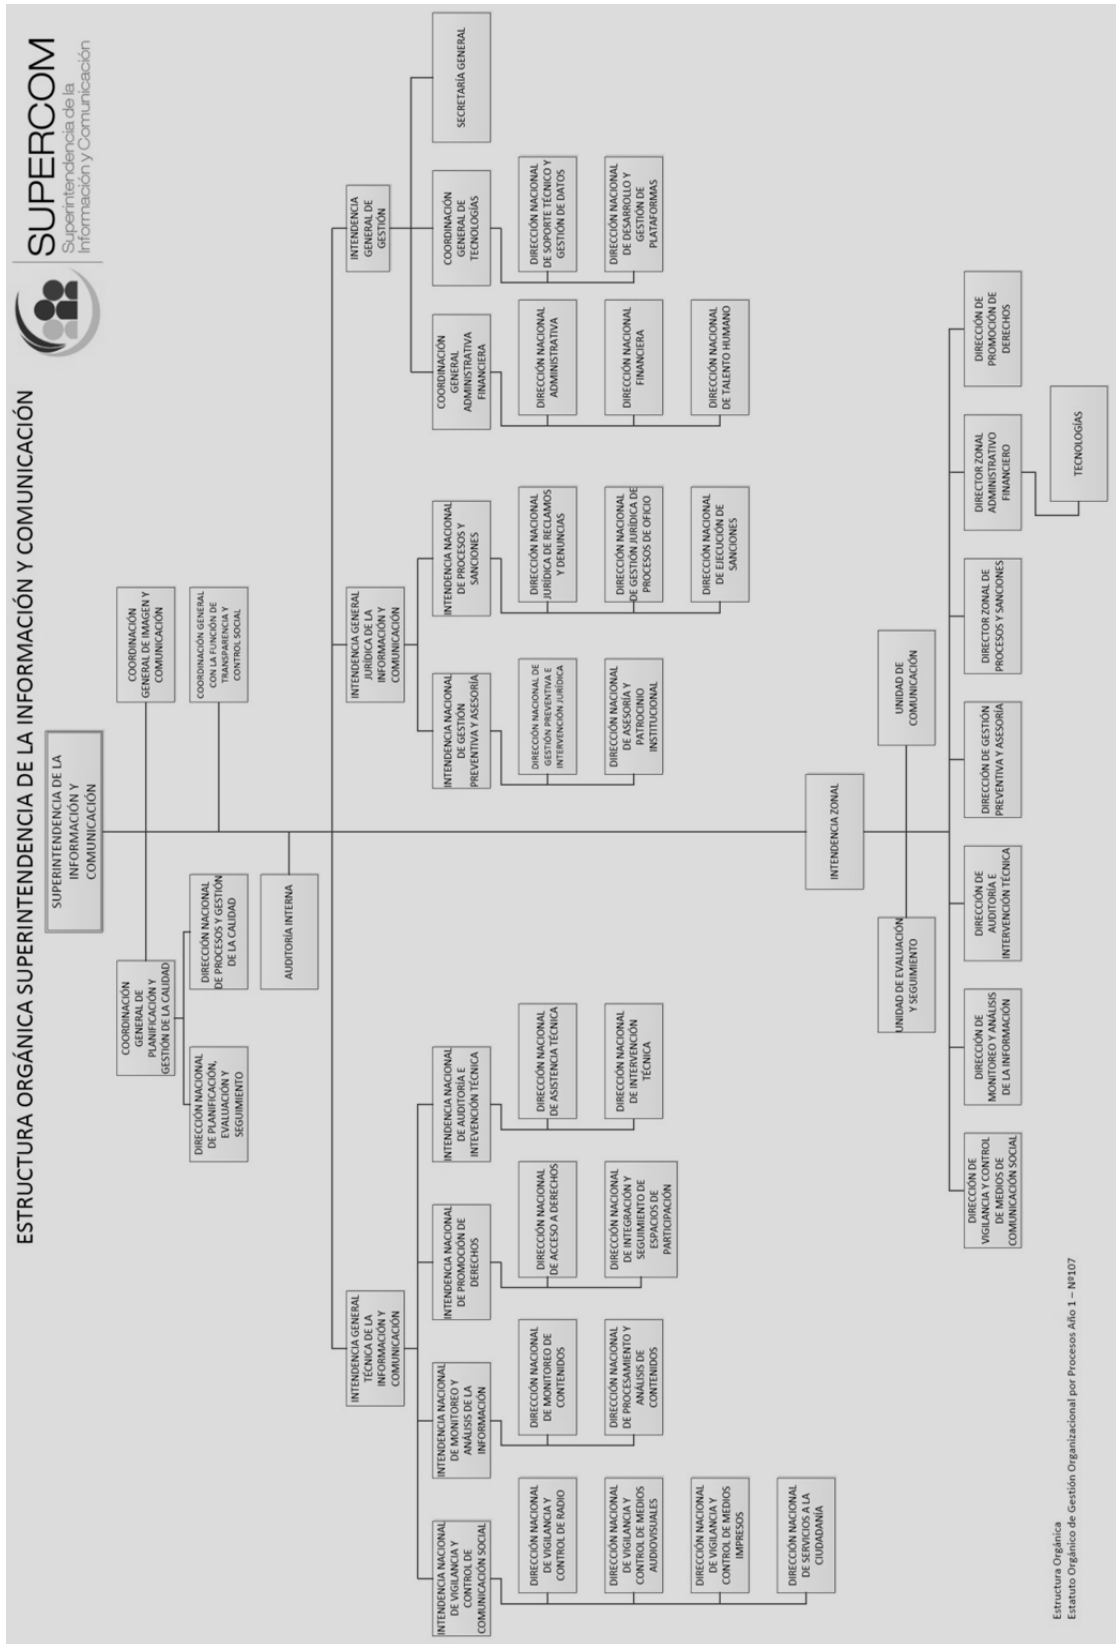 ESTRUCTURA ORGÁNICA SUPERINTENDENCIA DE LA INFORMACIÓN Y COMUNICACIÓN
SUPERCOM
Superintendencia de la
Información y Comunicación
SUPERINTENDENCIA DE LA
INFORMACIÓN Y
COMUNICACIÓN
COORDINACIÓN
GENERAL DE
PLANIFICACIÓN Y
GESTIÓN DE LA CALIDAD
COORDINACIÓN
GENERAL DE IMAGEN Y
COMUNICACIÓN
DIRECCIÓN NACIONAL
DE PLANIFICACIÓN,
EVALUACIÓN Y
SEGUIMIENTO
DIRECCIÓN NACIONAL
DE PROCESOS Y GESTIÓN
DE LA CALIDAD
COORDINACIÓN GENERAL
CON LA FUNCIÓN DE
TRANSPARENCIA Y
CONTROL SOCIAL
AUDITORÍA INTERNA
INTENDENCIA GENERAL
TÉCNICA DE LA
INFORMACIÓN Y
COMUNICACIÓN
INTENDENCIA GENERAL
JURÍDICA DE LA
INFORMACIÓN Y
COMUNICACIÓN
INTENDENCIA
GENERAL DE
GESTIÓN
INTENDENCIA NACIONAL
DE VIGILANCIA Y
CONTROL DE
COMUNICACIÓN SOCIAL
INTENDENCIA NACIONAL
DE MONITOREO Y
ANÁLISIS DE LA
INFORMACIÓN
INTENDENCIA NACIONAL
DE PROMOCIÓN DE
DERECHOS
INTENDENCIA NACIONAL
DE AUDITORÍA E
INTEVENCIÓN TÉCNICA
INTENDENCIA NACIONAL
DE GESTIÓN
PREVENTIVA Y ASESORÍA
INTENDENCIA NACIONAL
DE PROCESOS Y
SANCIONES
COORDINACIÓN
GENERAL
ADMINISTRATIVA
FINANCIERA
COORDINACIÓN
GENERAL DE
TECNOLOGÍAS
SECRETARÍA GENERAL
DIRECCIÓN NACIONAL
DE VIGILANCIA Y
CONTROL DE RADIO
DIRECCIÓN NACIONAL
DE MONITOREO DE
CONTENIDOS
DIRECCIÓN NACIONAL
DE ACCESO A DERECHOS
DIRECCIÓN NACIONAL
DE ASISTENCIA TÉCNICA
DIRECCIÓN NACIONAL DE
GESTIÓN PREVENTIVA E
INTERVENCIÓN JURÍDICA
DIRECCIÓN NACIONAL
JURÍDICA DE RECLAMOS
Y DENUNCIAS
DIRECCIÓN NACIONAL
ADMINISTRATIVA
DIRECCIÓN NACIONAL
DE SOPORTE TÉCNICO Y
GESTIÓN DE DATOS
DIRECCIÓN NACIONAL
DE VIGILANCIA Y
CONTROL DE MEDIOS
AUDIOVISUALES
DIRECCIÓN NACIONAL
DE PROCESAMIENTO Y
ANÁLISIS DE
CONTENIDOS
DIRECCIÓN NACIONAL
DE INTEGRACIÓN Y
SEGUIMIENTO DE
ESPACIOS DE
PARTICIPACIÓN
DIRECCIÓN NACIONAL
DE INTERVENCIÓN
TÉCNICA
DIRECCIÓN NACIONAL
DE ASESORÍA Y
PATROCINIO
INSTITUCIONAL
DIRECCIÓN NACIONAL
DE GESTIÓN JURÍDICA DE
PROCESOS DE OFICIO
DIRECCIÓN NACIONAL
FINANCIERA
DIRECCIÓN NACIONAL
DE DESARROLLO Y
GESTIÓN DE
PLATAFORMAS
DIRECCIÓN NACIONAL
DE VIGILANCIA Y
CONTROL DE MEDIOS
IMPRESOS
DIRECCIÓN NACIONAL
DE EJECUCIÓN DE
SANCIONES
DIRECCIÓN NACIONAL
DE TALENTO HUMANO
DIRECCIÓN NACIONAL
DE SERVICIOS A LA
CIUDADANÍA
INTENDENCIA ZONAL
UNIDAD DE EVALUACIÓN
Y SEGUIMIENTO
UNIDAD DE
COMUNICACIÓN
DIRECCIÓN DE
VIGILANCIA Y CONTROL
DE MEDIOS DE
COMUNICACIÓN SOCIAL
DIRECCIÓN DE
MONITOREO Y ANÁLISIS
DE LA INFORMACIÓN
DIRECCIÓN DE
AUDITORÍA E
INTERVENCIÓN TÉCNICA
DIRECCIÓN DE GESTIÓN
PREVENTIVA Y ASESORÍA
DIRECTOR ZONAL DE
PROCESOS Y SANCIONES
DIRECTOR ZONAL
ADMINISTRATIVO
FINANCIERO
DIRECCIÓN DE
PROMOCIÓN DE
DERECHOS
TECNOLOGÍAS
Estructura Orgánica
Estatuto Orgánico de Gestión Organizacional por Procesos Año 1 – Nº107